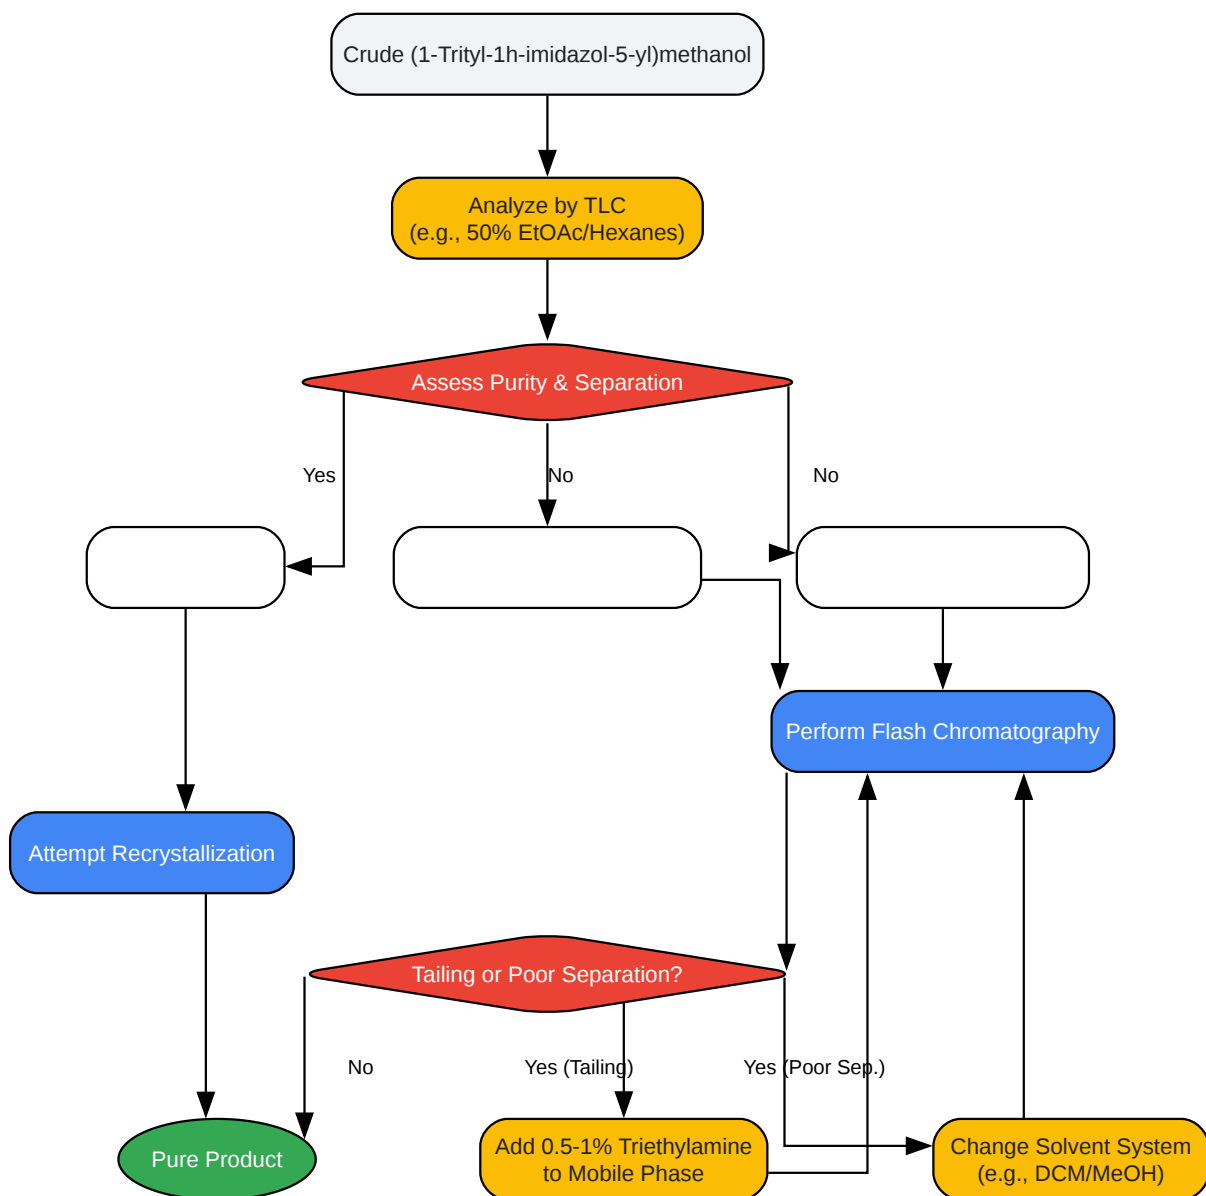 Crude (1-Trityl-1h-imidazol-5-yl)methanol
Analyze by TLC
(e.g., 50% EtOAc/Hexanes)
Assess Purity & Separation
Yes
No
No
Perform Flash Chromatography
Attempt Recrystallization
Tailing or Poor Separation?
No
Yes (Tailing)
Yes (Poor Sep.)
Pure Product
Add 0.5-1% Triethylamine
to Mobile Phase
Change Solvent System
(e.g., DCM/MeOH)